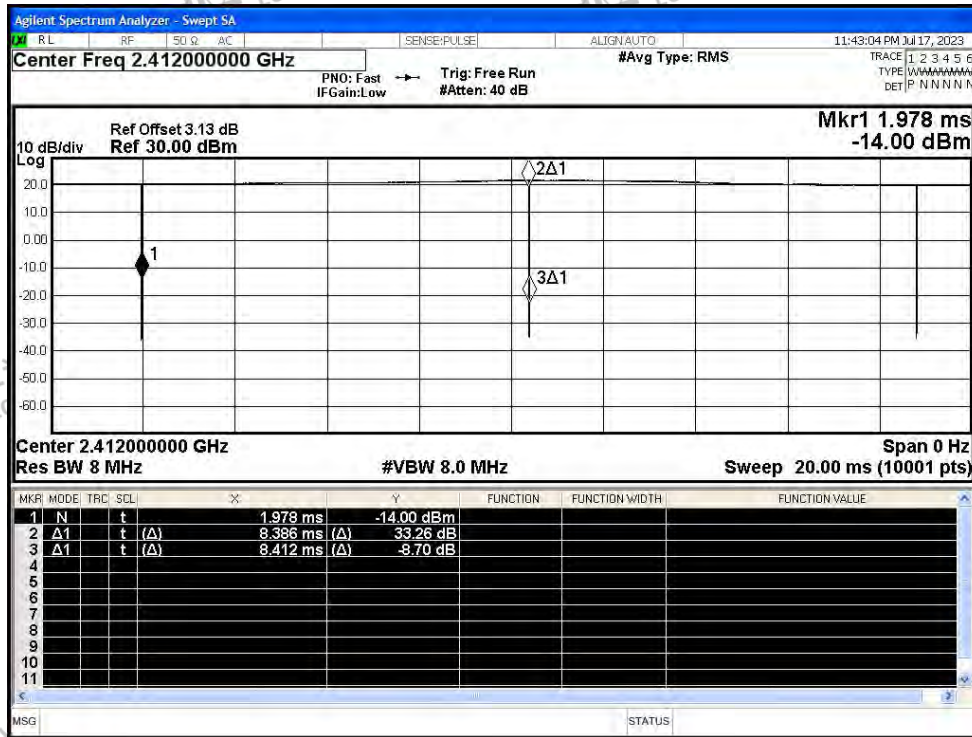 Agilent Spectrum Analyzer - Swept SA
LXI RL RF 50 Ω AC SENSE:PULSE ALIGN AUTO 11:43:04 PM Jul 17, 2023
Center Freq 2.412000000 GHz #Avg Type: RMS TRACE 1 2 3 4 5 6
PNO: Fast Trig: Free Run TYPE
IFGain:Low #Atten: 40 dB DET P N N N N N
Ref Offset 3.13 dB Mkr1 1.978 ms
10 dB/div Ref 30.00 dBm -14.00 dBm
Log
2Δ1
20.0
10.0
0.00
1
-10.0
3Δ1
-20.0
-30.0
-40.0
-50.0
-60.0
Center 2.412000000 GHz Span 0 Hz
Res BW 8 MHz #VBW 8.0 MHz Sweep 20.00 ms (10001 pts)
MKR MODE TRC SCL X Y FUNCTION FUNCTION WIDTH FUNCTION VALUE
1 N t 1.978 ms -14.00 dBm
2 Δ1 t (Δ) 8.386 ms (Δ) 33.26 dB
3 Δ1 t (Δ) 8.412 ms (Δ) -8.70 dB
4
5
6
7
8
9
10
11
MSG STATUS